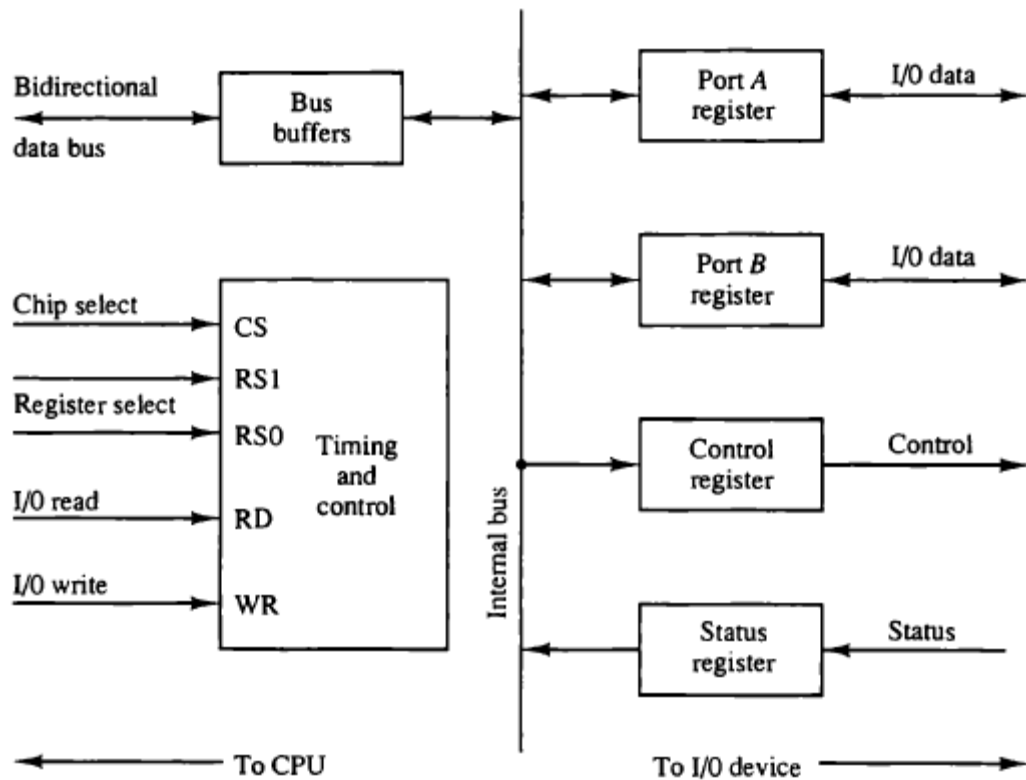 Bidirectional
data bus
Bus
buffers
Port A
register
I/O data
Port B
register
I/O data
Chip select
CS
RS1
Register select
RS0
Timing
and
control
I/O read
RD
I/O write
WR
Internal bus
Control
register
Control
Status
register
Status
To CPU
To I/O device